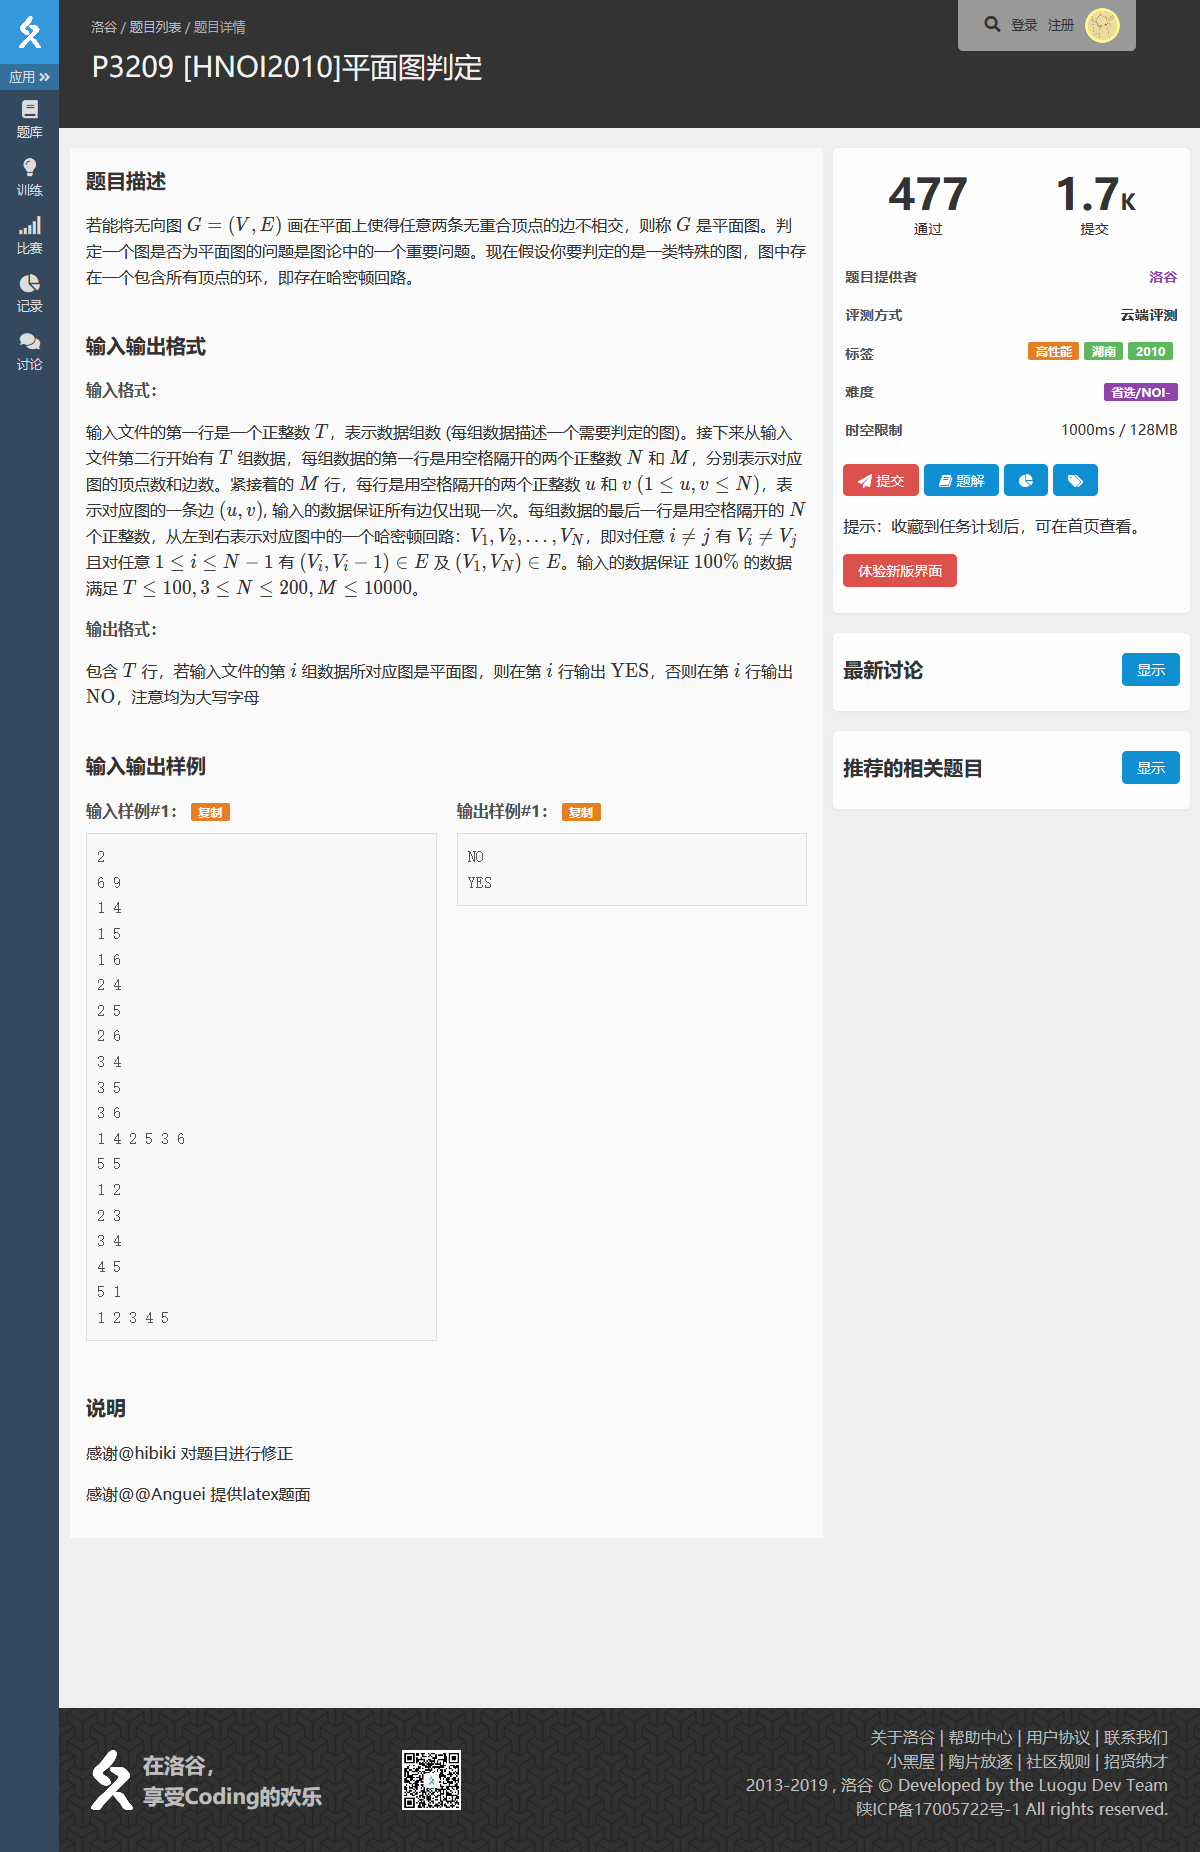 洛谷 / 题目列表 / 题目详情
P3209 [HNOI2010]平面图判定
登录 注册
应用
题库
训练
比赛
记录
讨论
题目描述
若能将无向图 G = (V, E) 画在平面上使得任意两条无重合顶点的边不相交，则称 G 是平面图。判
定一个图是否为平面图的问题是图论中的一个重要问题。现在假设你要判定的是一类特殊的图，图中存
在一个包含所有顶点的环，即存在哈密顿回路。
输入输出格式
输入格式：
输入文件的第一行是一个正整数 T，表示数据组数 (每组数据描述一个需要判定的图)。接下来从输入
文件第二行开始有 T 组数据，每组数据的第一行是用空格隔开的两个正整数 N 和 M，分别表示对应
图的顶点数和边数。紧接着的 M 行，每行是用空格隔开的两个正整数 u 和 v (1 ≤ u, v ≤ N)，表
示对应图的一条边 (u, v), 输入的数据保证所有边仅出现一次。每组数据的最后一行是用空格隔开的 N
个正整数，从左到右表示对应图中的一个哈密顿回路：V₁, V₂, …, V_N，即对任意 i ≠ j 有 V_i ≠ V_j
且对任意 1 ≤ i ≤ N − 1 有 (V_i, V_i − 1) ∈ E 及 (V₁, V_N) ∈ E。输入的数据保证 100% 的数据
满足 T ≤ 100, 3 ≤ N ≤ 200, M ≤ 10000。
输出格式：
包含 T 行，若输入文件的第 i 组数据所对应图是平面图，则在第 i 行输出 YES，否则在第 i 行输出
NO，注意均为大写字母
输入输出样例
输入样例#1： 复制
2
6 9
1 4
1 5
1 6
2 4
2 5
2 6
3 4
3 5
3 6
1 4 2 5 3 6
5 5
1 2
2 3
3 4
4 5
5 1
1 2 3 4 5
输出样例#1： 复制
NO
YES
说明
感谢@hibiki 对题目进行修正
感谢@@Anguei 提供latex题面
477 1.7K
通过 提交
题目提供者 洛谷
评测方式 云端评测
标签 高性能 湖南 2010
难度 省选/NOI-
时空限制 1000ms / 128MB
提交 题解
提示：收藏到任务计划后，可在首页查看。
体验新版界面
最新讨论 显示
推荐的相关题目 显示
在洛谷，
享受Coding的欢乐
关于洛谷 | 帮助中心 | 用户协议 | 联系我们
小黑屋 | 陶片放逐 | 社区规则 | 招贤纳才
2013-2019 , 洛谷 © Developed by the Luogu Dev Team
陕ICP备17005722号-1 All rights reserved.